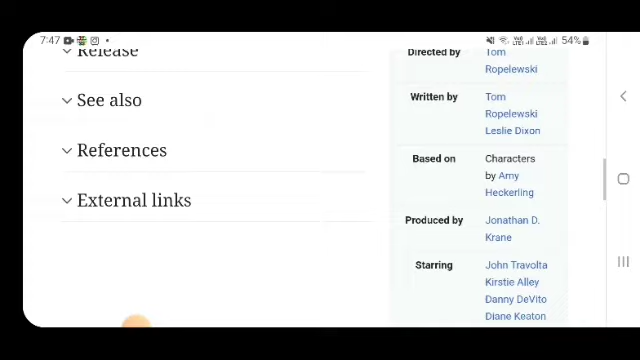 7:47
54%
Release
See also
References
External links
Directed by
Tom
Ropelewski
Written by
Tom
Ropelewski
Leslie Dixon
Based on
Characters
by Amy
Heckerling
Produced by
Jonathan D.
Krane
Starring
John Travolta
Kirstie Alley
Danny DeVito
Diane Keaton